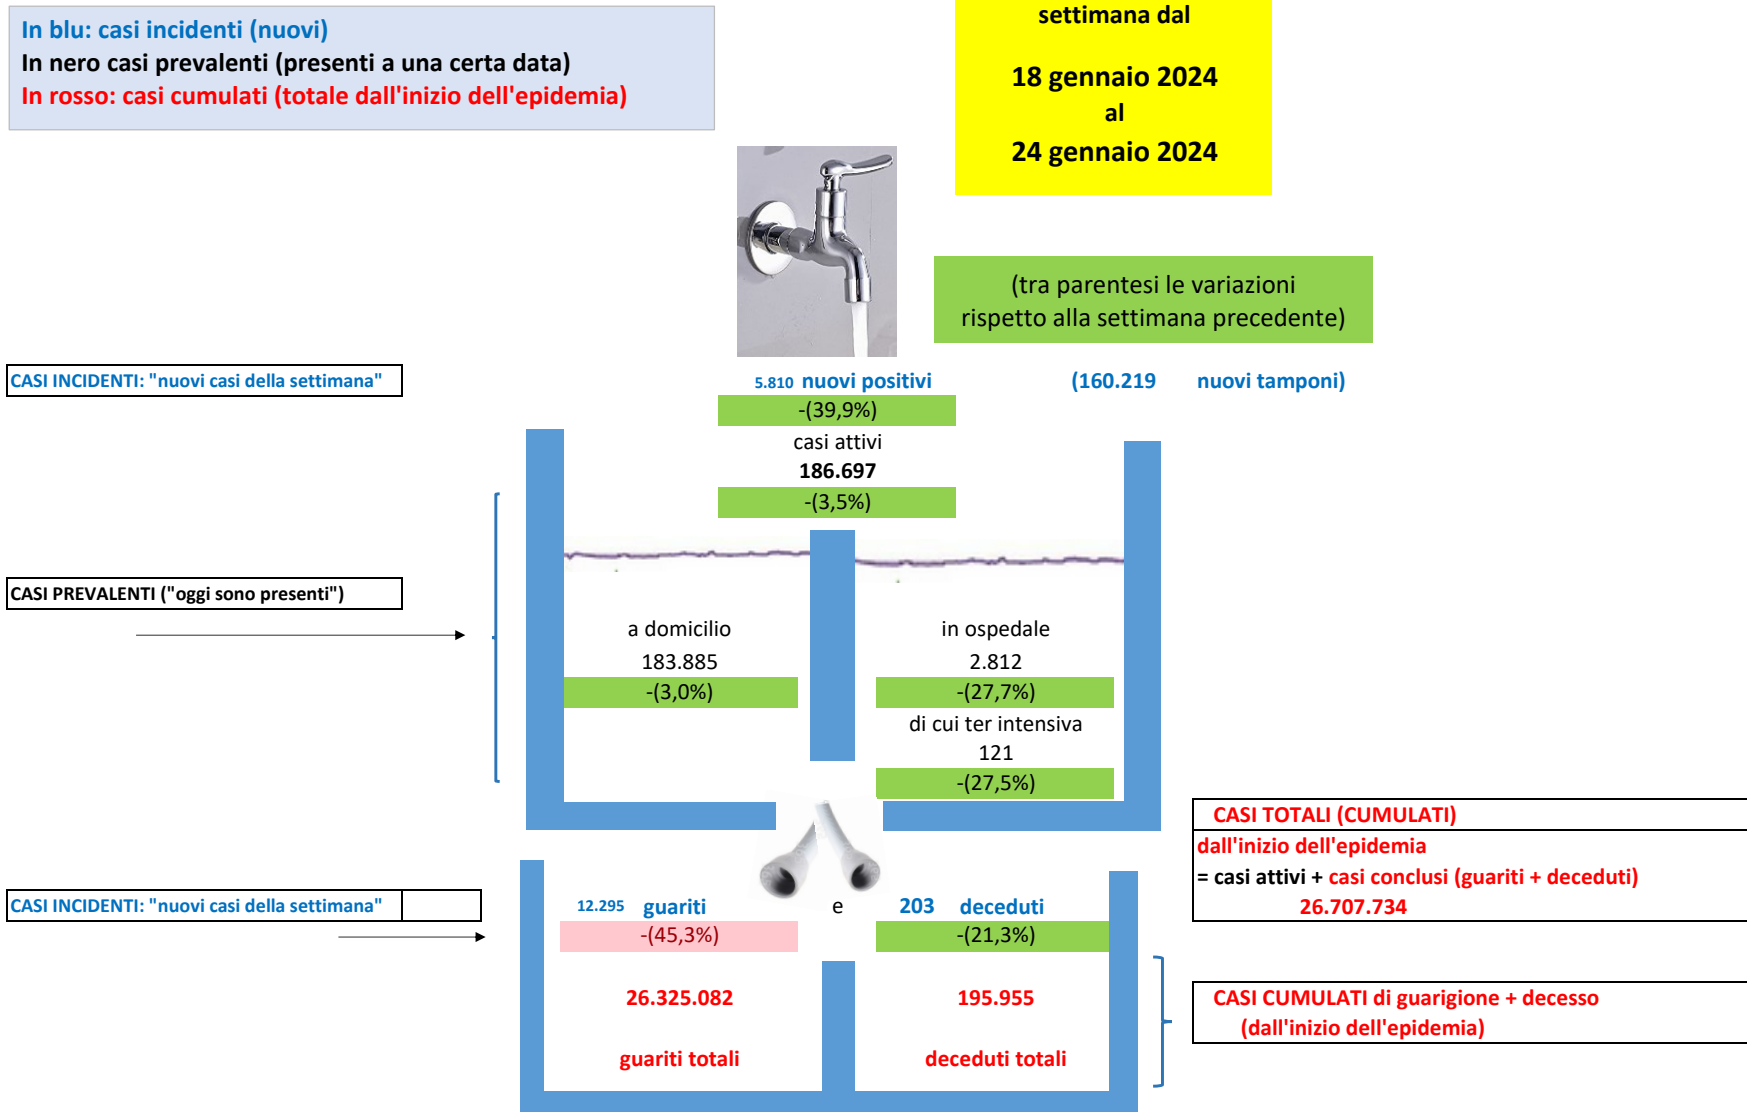 In blu: casi incidenti (nuovi)
In nero casi prevalenti (presenti a una certa data)
In rosso: casi cumulati (totale dall'inizio dell'epidemia)
settimana dal
18 gennaio 2024
al
24 gennaio 2024
(tra parentesi le variazioni
rispetto alla settimana precedente)
CASI INCIDENTI: "nuovi casi della settimana"
5.810 nuovi positivi
(160.219 nuovi tamponi)
-(39,9%)
casi attivi
186.697
-(3,5%)
CASI PREVALENTI ("oggi sono presenti")
a domicilio
183.885
-(3,0%)
in ospedale
2.812
-(27,7%)
di cui ter intensiva
121
-(27,5%)
CASI TOTALI (CUMULATI)
dall'inizio dell'epidemia
= casi attivi + casi conclusi (guariti + deceduti)
26.707.734
CASI INCIDENTI: "nuovi casi della settimana"
12.295 guariti
e
203 deceduti
-(45,3%)
-(21,3%)
26.325.082
195.955
guariti totali
deceduti totali
CASI CUMULATI di guarigione + decesso
(dall'inizio dell'epidemia)